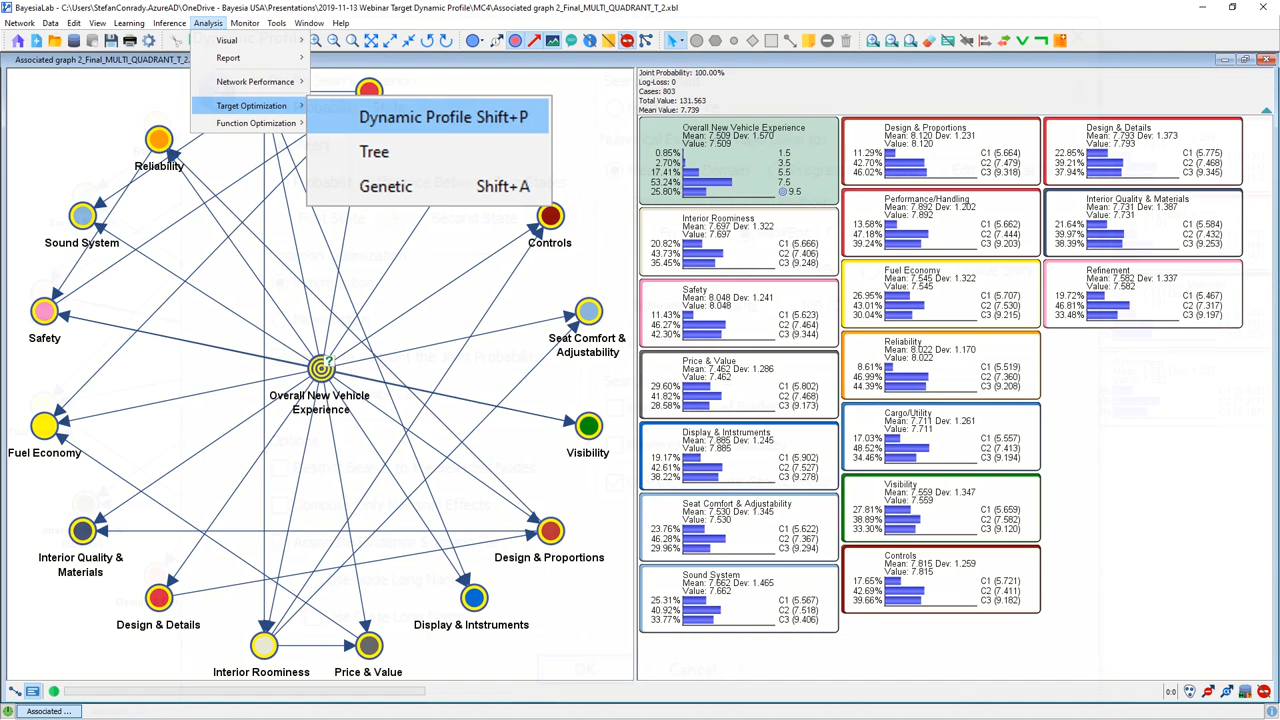 BayesiaLab - C:\Users\StefanConrady.AzureAD\OneDrive - Bayesia USA\Presentations\2019-11-13 Webinar Target Dynamic Profile\MC4\Associated graph 2_Final_MULTI_QUADRANT_T_2.xbl
Network Data Edit View Learning Inference Analysis Monitor Tools Window Help
Associated graph 2_Final_MULTI_QUADRANT_T_2.
Visual
Report
Network Performance
Target Optimization
Function Optimization
Dynamic Profile Shift+P
Tree
Genetic Shift+A
Reliability
Sound System
Controls
Safety
Seat Comfort &
Adjustability
Overall New Vehicle
Experience
Fuel Economy
Visibility
Interior Quality &
Materials
Design & Proportions
Design & Details
Display & Intstruments
Interior Roominess
Price & Value
Joint Probability: 100.00%
Log-Loss: 0
Cases: 803
Total Value: 131.563
Mean Value: 7.739
Overall New Vehicle Experience
Mean: 7.509 Dev: 1.570
Value: 7.509
0.85% 1.5
2.70% 3.5
17.41% 5.5
53.24% 7.5
25.80% 9.5
Interior Roominess
Mean: 7.697 Dev: 1.322
Value: 7.697
20.82% C1 (5.666)
43.73% C2 (7.406)
35.45% C3 (9.248)
Safety
Mean: 8.048 Dev: 1.241
Value: 8.048
11.43% C1 (5.623)
46.27% C2 (7.464)
42.30% C3 (9.344)
Price & Value
Mean: 7.462 Dev: 1.286
Value: 7.462
29.60% C1 (5.802)
41.82% C2 (7.468)
28.58% C3 (9.173)
Display & Intstruments
Mean: 7.885 Dev: 1.245
Value: 7.885
19.17% C1 (5.902)
42.61% C2 (7.527)
38.22% C3 (9.278)
Seat Comfort & Adjustability
Mean: 7.530 Dev: 1.345
Value: 7.530
23.76% C1 (5.622)
46.28% C2 (7.367)
29.96% C3 (9.294)
Sound System
Mean: 7.662 Dev: 1.465
Value: 7.662
25.31% C1 (5.567)
40.92% C2 (7.518)
33.77% C3 (9.406)
Design & Proportions
Mean: 8.120 Dev: 1.231
Value: 8.120
11.29% C1 (5.664)
42.70% C2 (7.479)
46.02% C3 (9.318)
Performance/Handling
Mean: 7.892 Dev: 1.202
Value: 7.892
13.58% C1 (5.662)
47.18% C2 (7.444)
39.24% C3 (9.203)
Fuel Economy
Mean: 7.545 Dev: 1.322
Value: 7.545
26.95% C1 (5.707)
43.01% C2 (7.530)
30.04% C3 (9.215)
Reliability
Mean: 8.022 Dev: 1.170
Value: 8.022
8.61% C1 (5.519)
46.99% C2 (7.360)
44.39% C3 (9.208)
Cargo/Utility
Mean: 7.711 Dev: 1.261
Value: 7.711
17.03% C1 (5.557)
48.52% C2 (7.413)
34.46% C3 (9.194)
Visibility
Mean: 7.559 Dev: 1.347
Value: 7.559
27.81% C1 (5.659)
38.89% C2 (7.582)
33.30% C3 (9.120)
Controls
Mean: 7.815 Dev: 1.259
Value: 7.815
17.65% C1 (5.721)
42.69% C2 (7.411)
39.66% C3 (9.182)
Design & Details
Mean: 7.793 Dev: 1.373
Value: 7.793
22.85% C1 (5.775)
39.21% C2 (7.468)
37.94% C3 (9.345)
Interior Quality & Materials
Mean: 7.731 Dev: 1.387
Value: 7.731
21.64% C1 (5.584)
39.97% C2 (7.432)
38.39% C3 (9.253)
Refinement
Mean: 7.582 Dev: 1.337
Value: 7.582
19.72% C1 (5.467)
46.81% C2 (7.317)
33.48% C3 (9.197)
0:0
Associated ...